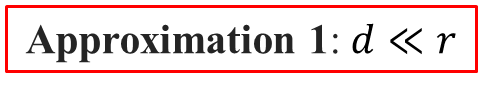 Approximation 1: 𝑑 ≪ 𝑟